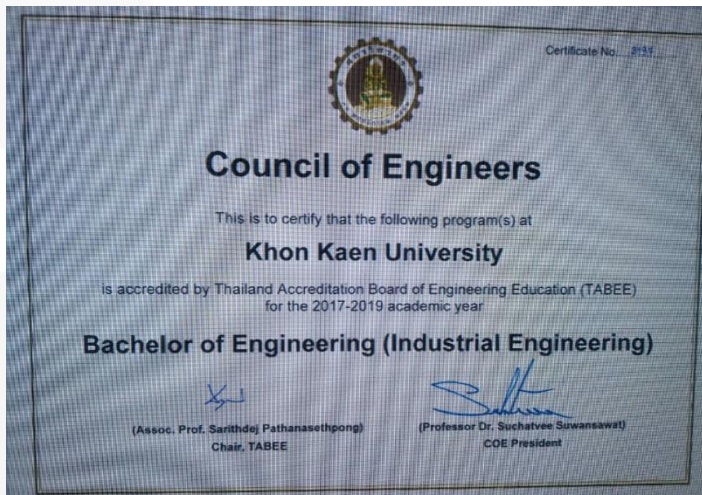 Certificate No.
Council of Engineers
This is to certify that the following program(s) at
Khon Kaen University
is accredited by Thailand Accreditation Board of Engineering Education (TABEE)
for the 2017-2019 academic year
Bachelor of Engineering (Industrial Engineering)
(Assoc. Prof. Sarithdej Pathanasethpong)
Chair, TABEE
(Professor Dr. Suchatvee Suwansawat)
COE President